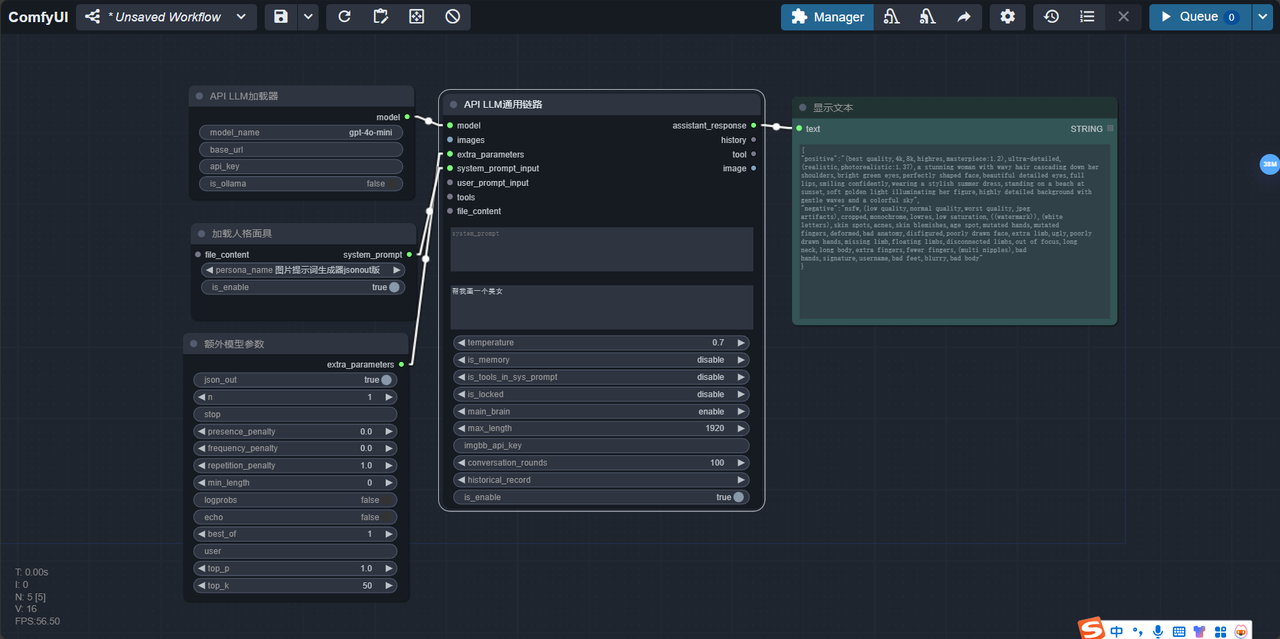 ComfyUI
* Unsaved Workflow
Manager
Queue
0
API LLM加载器
model
model_name gpt-4o-mini
base_url
api_key
is_ollama false
加载人格面具
file_content system_prompt
persona_name 图片提示词生成器jsonout版
is_enable true
额外模型参数
extra_parameters
json_out true
n 1
stop
presence_penalty 0.0
frequency_penalty 0.0
repetition_penalty 1.0
min_length 0
logprobs false
echo false
best_of 1
user
top_p 1.0
top_k 50
API LLM通用链路
model assistant_response
images history
extra_parameters tool
system_prompt_input image
user_prompt_input
tools
file_content
system_prompt
帮我画一个美女
temperature 0.7
is_memory disable
is_tools_in_sys_prompt disable
is_locked disable
main_brain enable
max_length 1920
imgbb_api_key
conversation_rounds 100
historical_record
is_enable true
显示文本
text STRING
{
"positive":"(best quality,4k,8k,highres,masterpiece:1.2),ultra-detailed,
(realistic,photorealistic:1.37),a stunning woman with wavy hair cascading down her
shoulders,bright green eyes,perfectly shaped face,beautiful detailed eyes,full
lips,smiling confidently,wearing a stylish summer dress,standing on a beach at
sunset,soft golden light illuminating her figure,highly detailed background with
gentle waves and a colorful sky",
"negative":"nsfw,(low quality,normal quality,worst quality,jpeg
artifacts),cropped,monochrome,lowres,low saturation,((watermark)),(white
letters),skin spots,acnes,skin blemishes,age spot,mutated hands,mutated
fingers,deformed,bad anatomy,disfigured,poorly drawn face,extra limb,ugly,poorly
drawn hands,missing limb,floating limbs,disconnected limbs,out of focus,long
neck,long body,extra fingers,fewer fingers,(multi nipples),bad
hands,signature,username,bad feet,blurry,bad body"
}
38M
T: 0.00s
I: 0
N: 5 [5]
V: 16
FPS:56.50
S 中